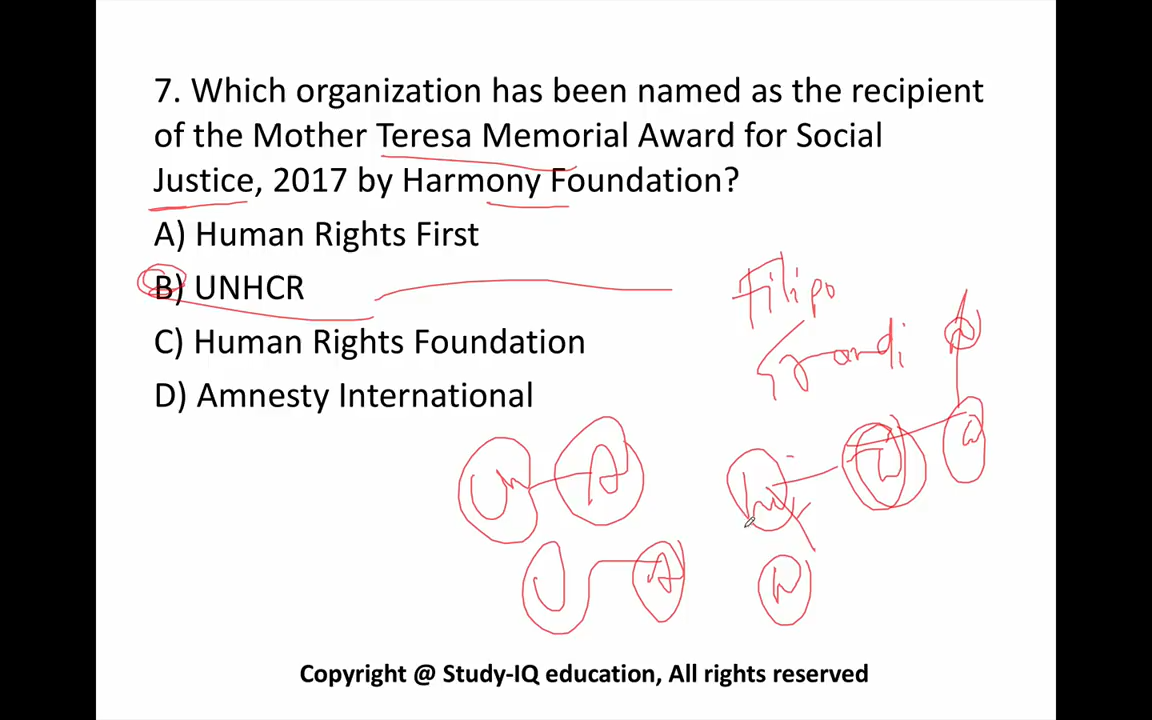 7. Which organization has been named as the recipient
of the Mother Teresa Memorial Award for Social
Justice, 2017 by Harmony Foundation?
A) Human Rights First
B) UNHCR
C) Human Rights Foundation
D) Amnesty International
Filipo
Grandi
Copyright @ Study-IQ education, All rights reserved